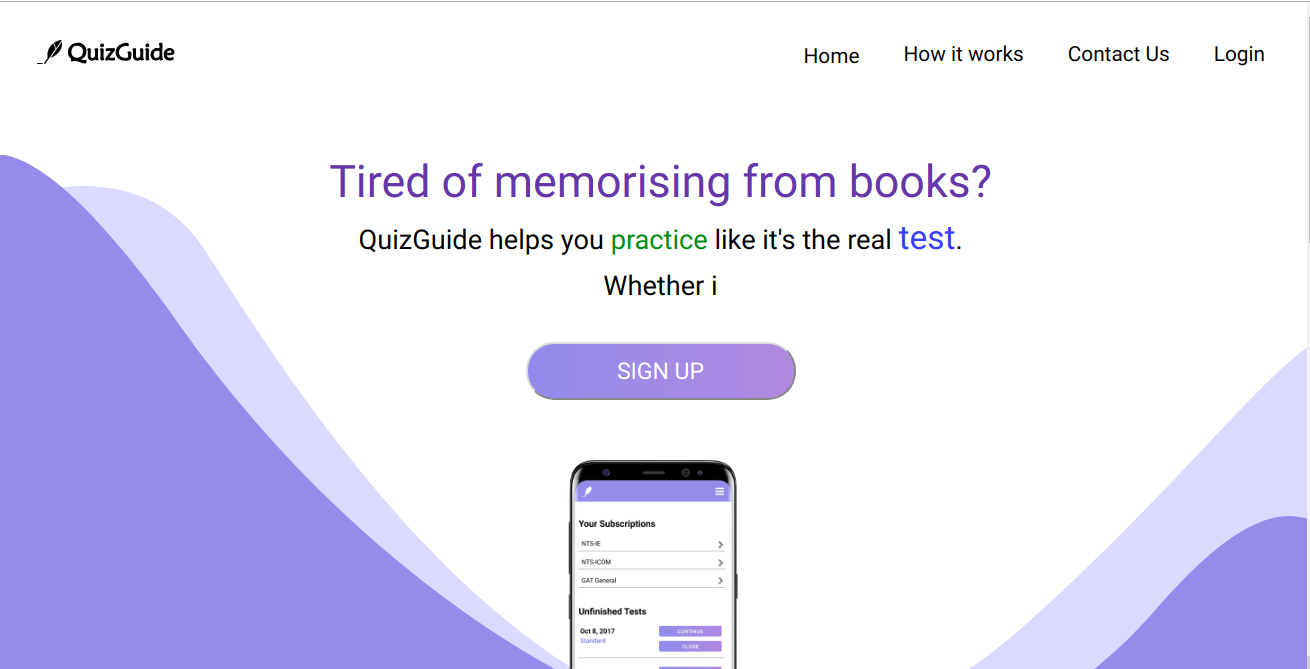 QuizGuide
Home How it works Contact Us Login
Tired of memorising from books?
QuizGuide helps you practice like it's the real test.
Whether i
SIGN UP
Your Subscriptions
NTS-IE
NTS-ICOM
GAT General
Unfinished Tests
Oct 8, 2017
CONTINUE
Standard
CLOSE